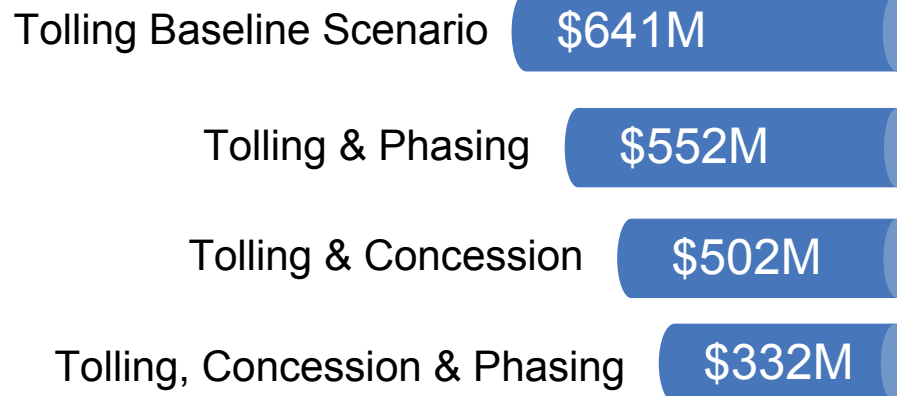 Tolling Baseline Scenario $641M
Tolling & Phasing $552M
Tolling & Concession $502M
Tolling, Concession & Phasing $332M